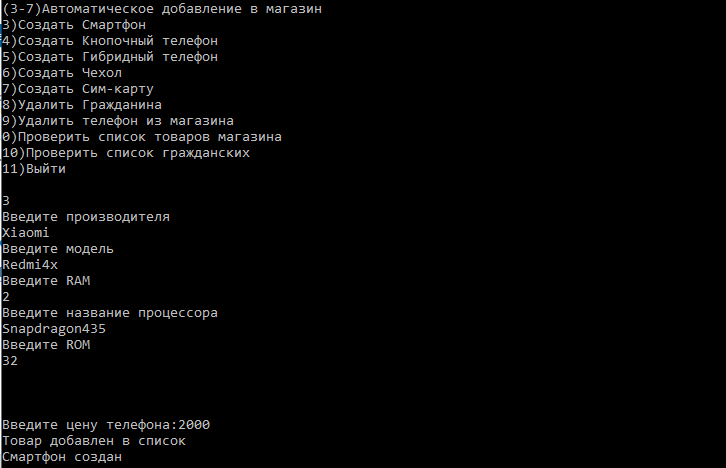 (3-7)Автоматическое добавление в магазин
3)Создать Смартфон
4)Создать Кнопочный телефон
5)Создать Гибридный телефон
6)Создать Чехол
7)Создать Сим-карту
8)Удалить Гражданина
9)Удалить телефон из магазина
0)Проверить список товаров магазина
10)Проверить список гражданских
11)Выйти
3
Введите производителя
Xiaomi
Введите модель
Redmi4x
Введите RAM
2
Введите название процессора
Snapdragon435
Введите ROM
32
Введите цену телефона:2000
Товар добавлен в список
Смартфон создан